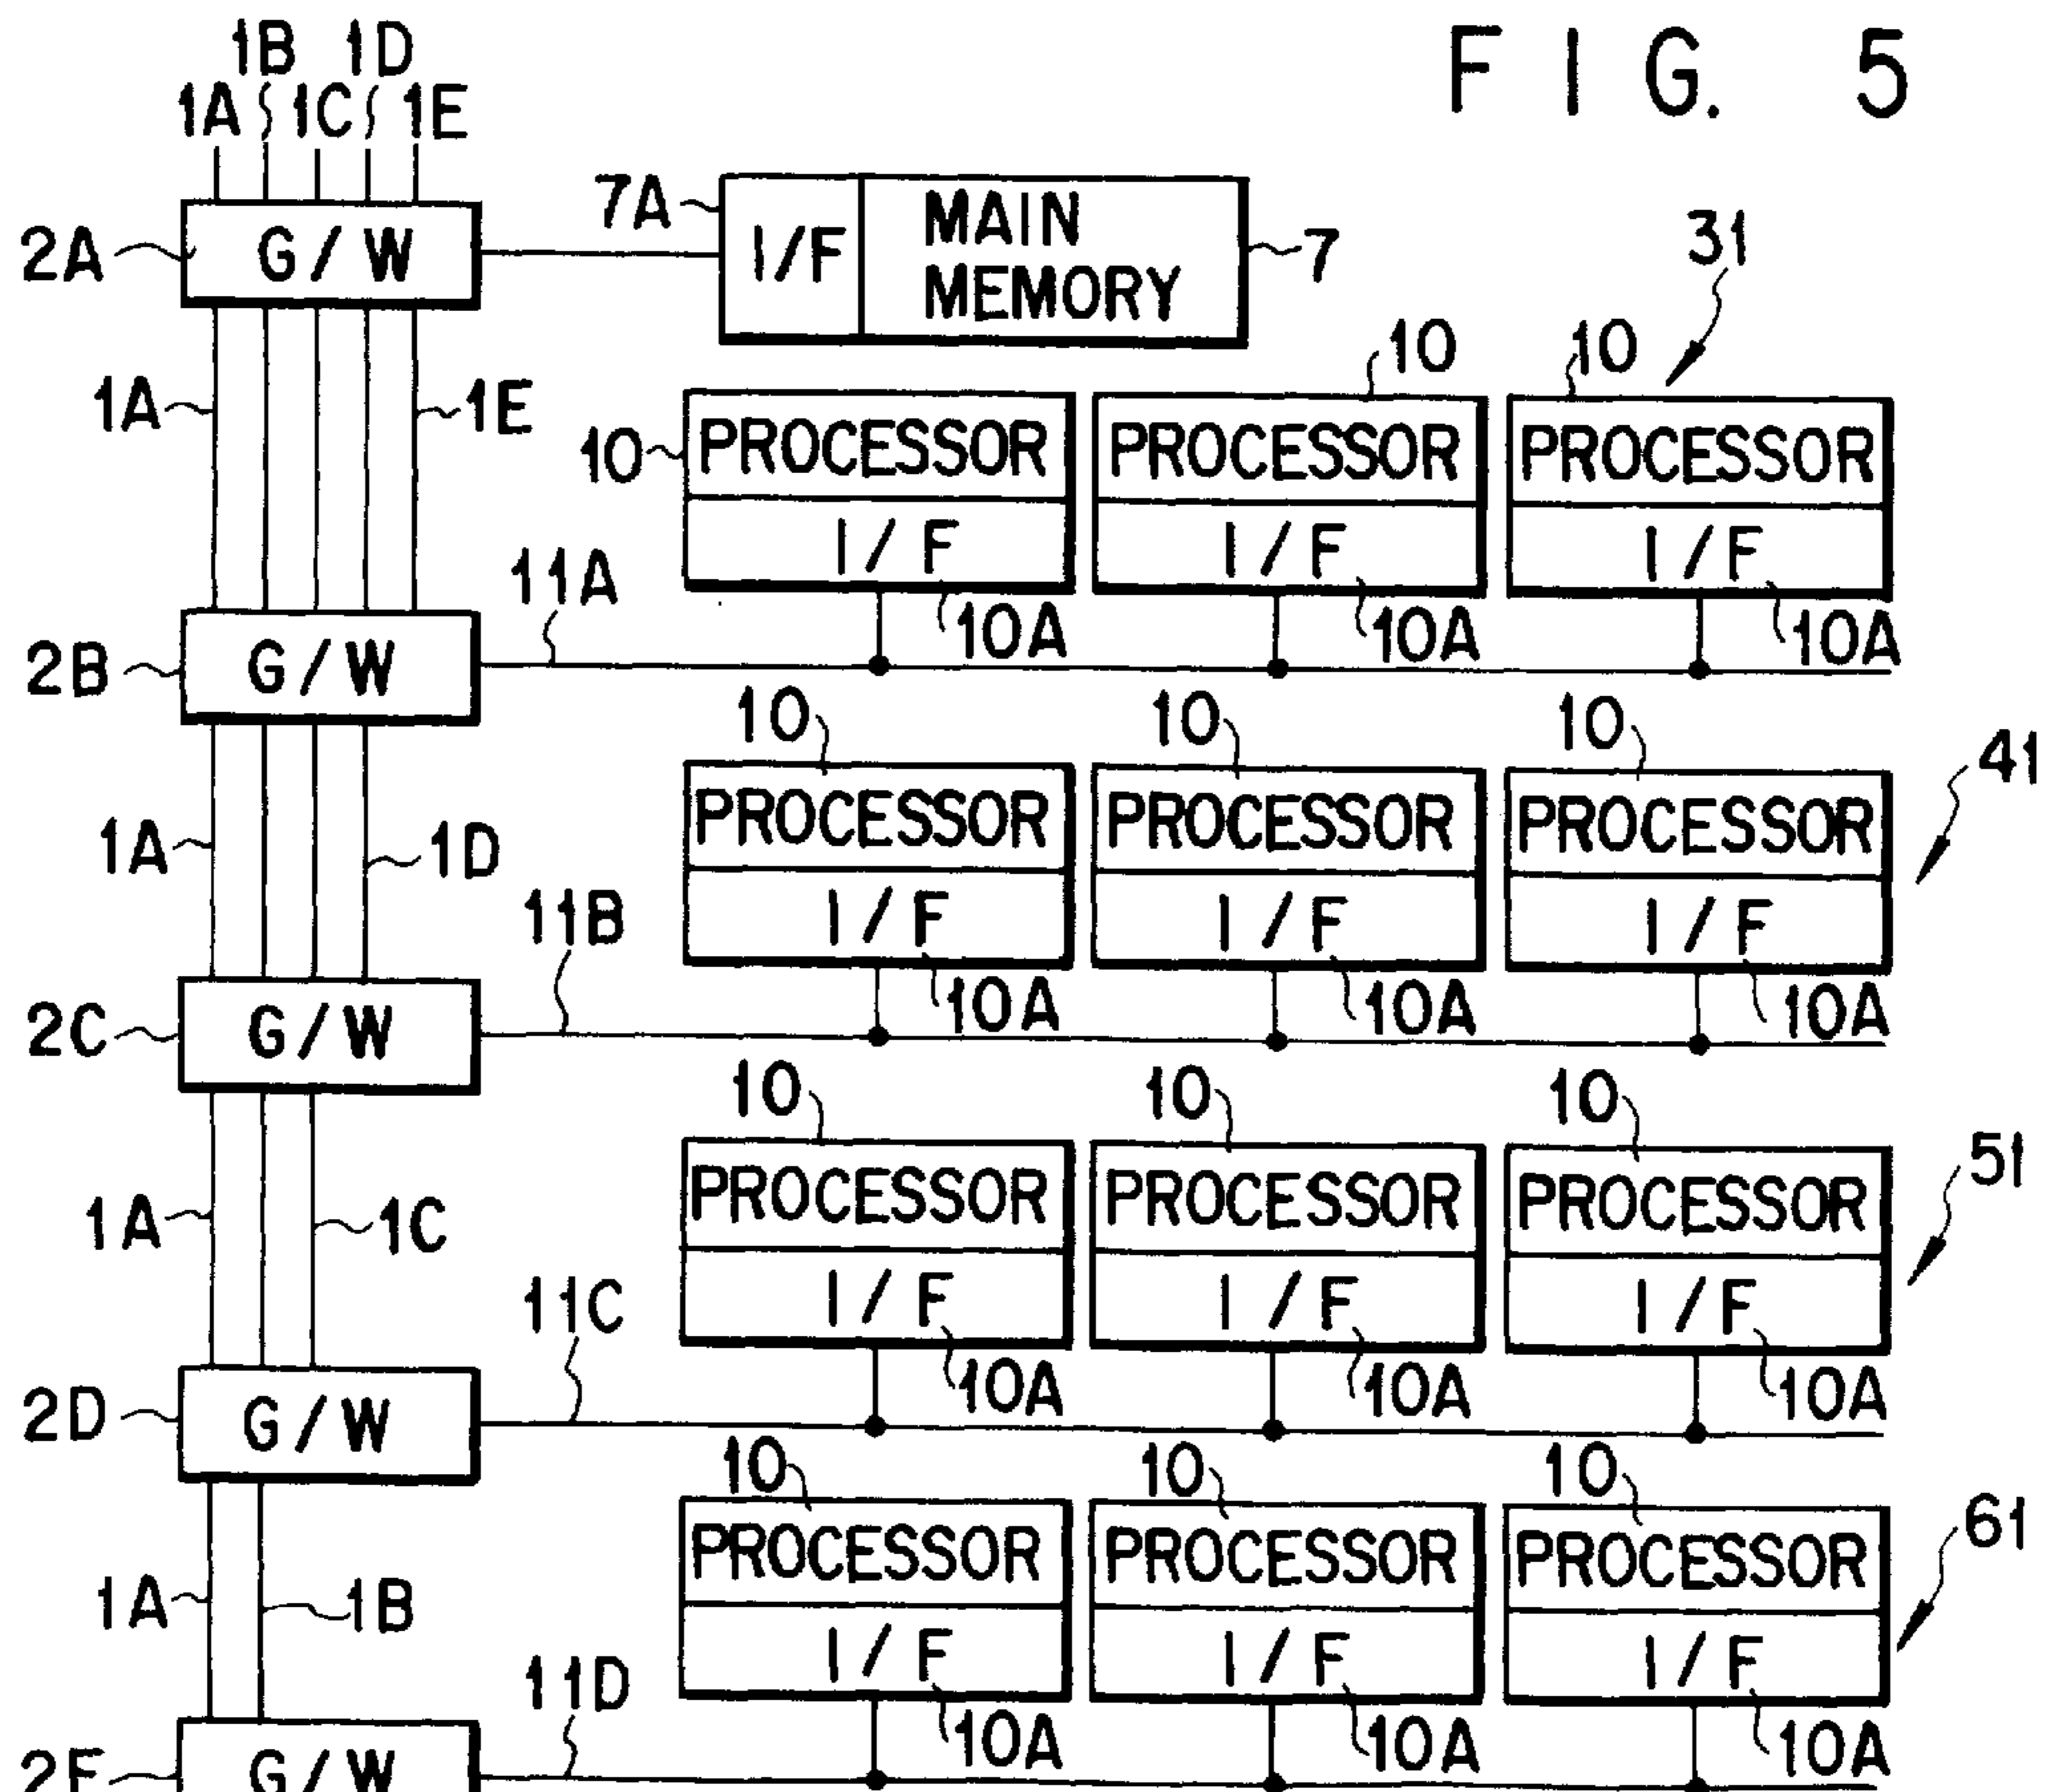 FIG. 5
1B 1D
1A 1C 1E
2A G/W
7A I/F MAIN MEMORY 7
31
10 10
1A 1E
10 PROCESSOR PROCESSOR PROCESSOR
I/F I/F I/F
11A
10A 10A 10A
2B G/W
10 10 10
41
PROCESSOR PROCESSOR PROCESSOR
1A 1D
I/F I/F I/F
11B
10A 10A 10A
2C G/W
10 10 10
51
PROCESSOR PROCESSOR PROCESSOR
1A 1C
I/F I/F I/F
11C
10A 10A 10A
2D G/W
10 10 10
61
PROCESSOR PROCESSOR PROCESSOR
1A 1B
I/F I/F I/F
11D
10A 10A 10A
2E G/W